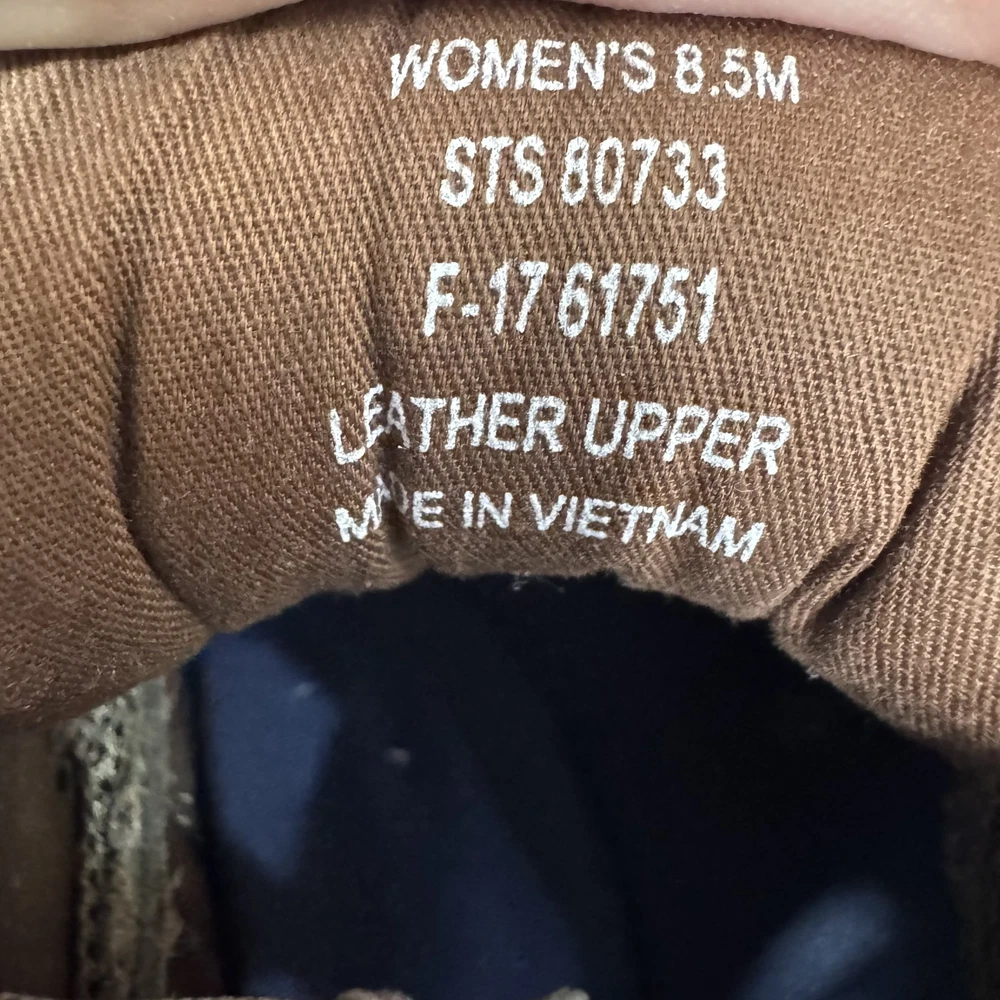 WOMEN'S 8.5M
STS 80733
F-17 61751
LEATHER UPPER
MADE IN VIETNAM